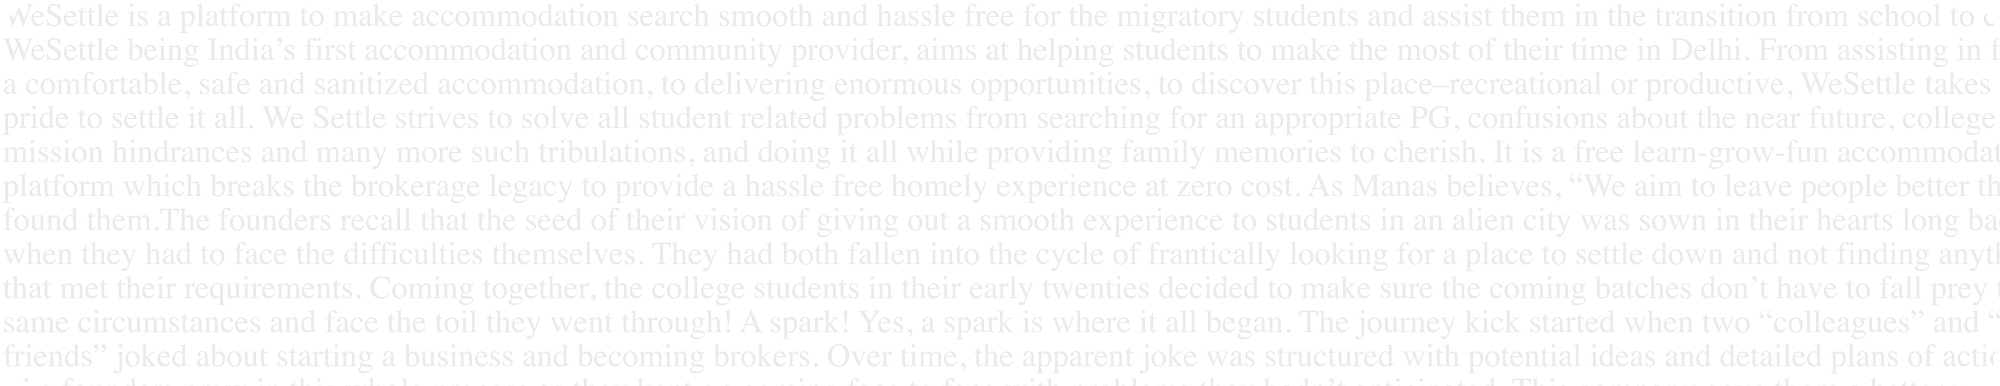 WeSettle is a platform to make accommodation search smooth and hassle free for the migratory students and assist them in the transition from school to
WeSettle being India’s first accommodation and community provider, aims at helping students to make the most of their time in Delhi. From assisting in
a comfortable, safe and sanitized accommodation, to delivering enormous opportunities, to discover this place–recreational or productive, WeSettle takes
pride to settle it all. We Settle strives to solve all student related problems from searching for an appropriate PG, confusions about the near future, college
mission hindrances and many more such tribulations, and doing it all while providing family memories to cherish. It is a free learn-grow-fun accommodat
platform which breaks the brokerage legacy to provide a hassle free homely experience at zero cost. As Manas believes, “We aim to leave people better th
found them.The founders recall that the seed of their vision of giving out a smooth experience to students in an alien city was sown in their hearts long ba
when they had to face the difficulties themselves. They had both fallen into the cycle of frantically looking for a place to settle down and not finding anyt
that met their requirements. Coming together, the college students in their early twenties decided to make sure the coming batches don’t have to fall prey
same circumstances and face the toil they went through! A spark! Yes, a spark is where it all began. The journey kick started when two “colleagues” and “
friends” joked about starting a business and becoming brokers. Over time, the apparent joke was structured with potential ideas and detailed plans of actio